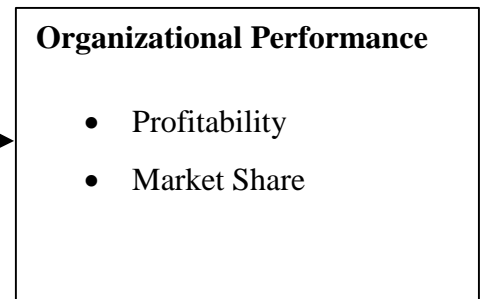 Organizational Performance
• Profitability
• Market Share